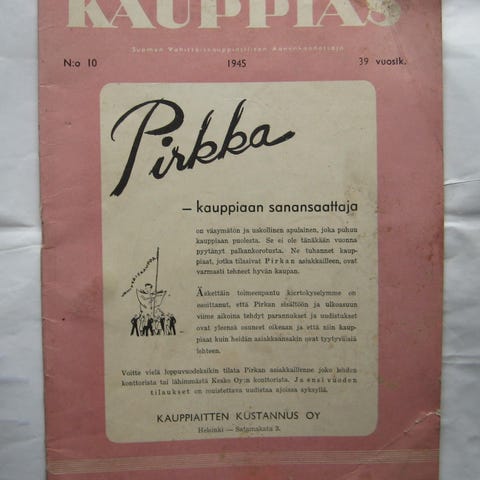 KAUPPIAS
Suomen Vähittäiskauppiasliiton Äänenkannattaja
N:o 10 1945 39 vuosik.
Pirkka
— kauppiaan sanansaattaja
on väsymätön ja uskollinen apulainen, joka puhuu
kauppiaan puolesta. Se ei ole tänäkään vuonna
pyytänyt palkankorotusta. Ne tuhannet kaup-
piaat, jotka tilasivat Pirkan asiakkailleen, ovat
varmasti tehneet hyvän kaupan.
Äskettäin toimeenpantu kiertokyselymme on
osoittanut, että Pirkan sisältöön ja ulkoasuun
viime aikoina tehdyt parannukset ja uudistukset
ovat yleensä osuneet oikeaan ja että niin kaup-
piaat kuin heidän asiakkaansakin ovat tyytyväisiä
lehteen.
Voitte vielä loppuvuodeksikin tilata Pirkan asiakkaillenne joko lehden
konttorista tai lähimmästä Kesko Oy:n konttorista. Ja ensi vuoden
tilaukset on muistettava uudistaa ajoissa syksyllä.
KAUPPIAITTEN KUSTANNUS OY
Helsinki — Satamakatu 3.